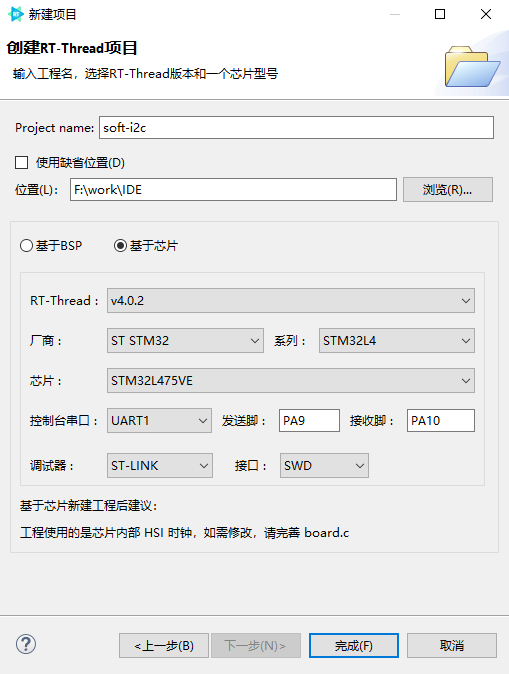 新建项目
创建RT-Thread项目
输入工程名，选择RT-Thread版本和一个芯片型号
Project name: soft-i2c
使用缺省位置(D)
位置(L)： F:\work\IDE 浏览(R)...
基于BSP 基于芯片
RT-Thread： v4.0.2
厂商： ST STM32 系列： STM32L4
芯片： STM32L475VE
控制台串口： UART1 发送脚： PA9 接收脚： PA10
调试器： ST-LINK 接口： SWD
基于芯片新建工程后建议：
工程使用的是芯片内部 HSI 时钟，如需修改，请完善 board.c
? <上一步(B) 下一步(N)> 完成(F) 取消